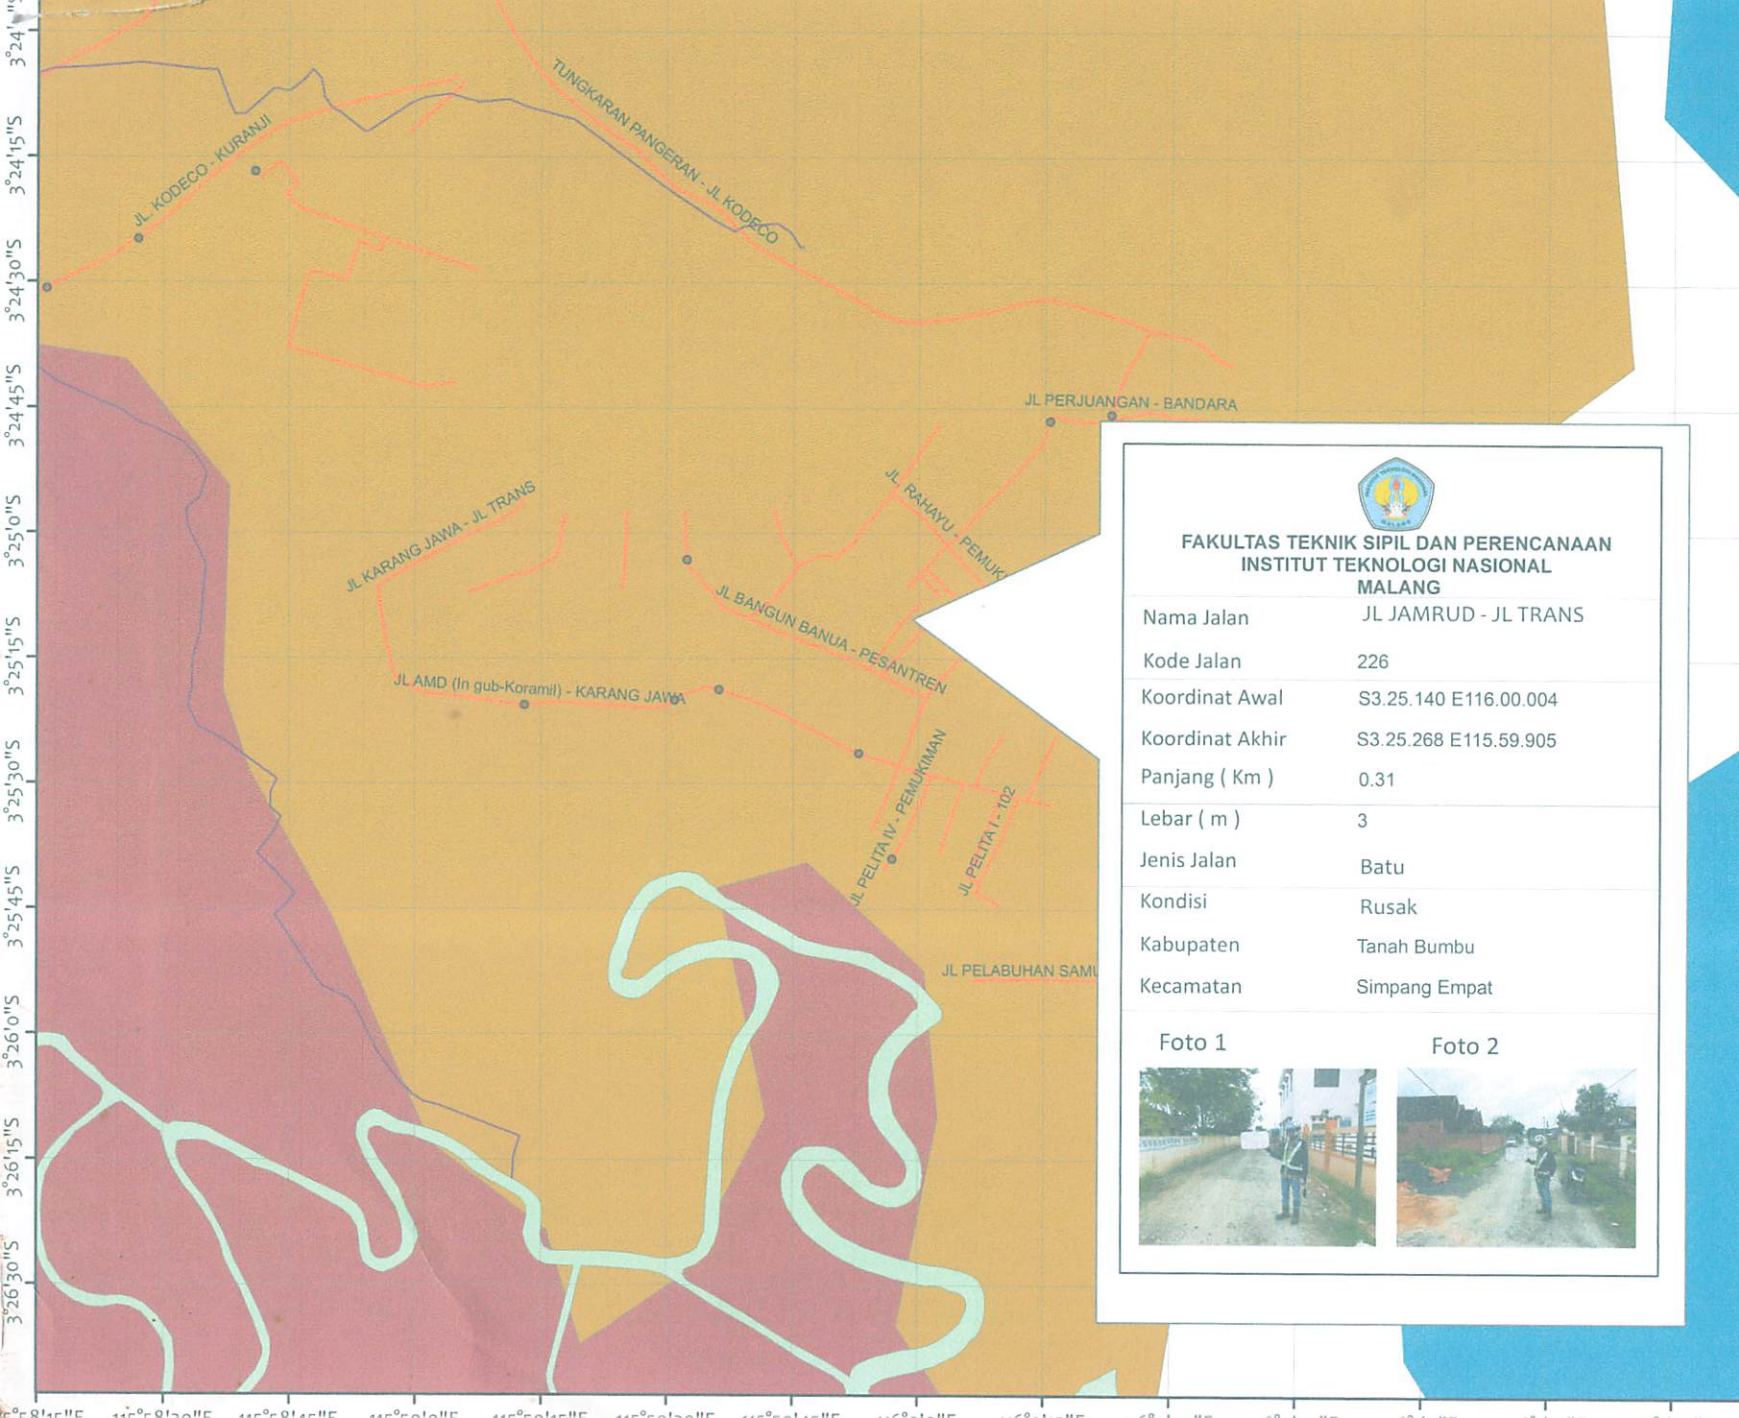 3°24'15"S
3°24'30"S
3°24'45"S
3°25'0"S
3°25'15"S
3°25'30"S
3°25'45"S
3°26'0"S
3°26'15"S
3°26'30"S
TUNGKARAN PANGERAN - JL KODECO
JL. KODECO - KURANJI
JL PERJUANGAN - BANDARA
JL. RAHAYU - PEMUK
JL KARANG JAWA - JL TRANS
JL BANGUN BANUA - PESANTREN
JL AMD (In gub-Koramil) - KARANG JAWA
JL PELITA IV - PEMUKIMAN
JL PELITA I - 102
JL PELABUHAN SAMU
FAKULTAS TEKNIK SIPIL DAN PERENCANAAN
INSTITUT TEKNOLOGI NASIONAL
MALANG
Nama Jalan JL JAMRUD - JL TRANS
Kode Jalan 226
Koordinat Awal S3.25.140 E116.00.004
Koordinat Akhir S3.25.268 E115.59.905
Panjang ( Km ) 0.31
Lebar ( m ) 3
Jenis Jalan Batu
Kondisi Rusak
Kabupaten Tanah Bumbu
Kecamatan Simpang Empat
Foto 1 Foto 2